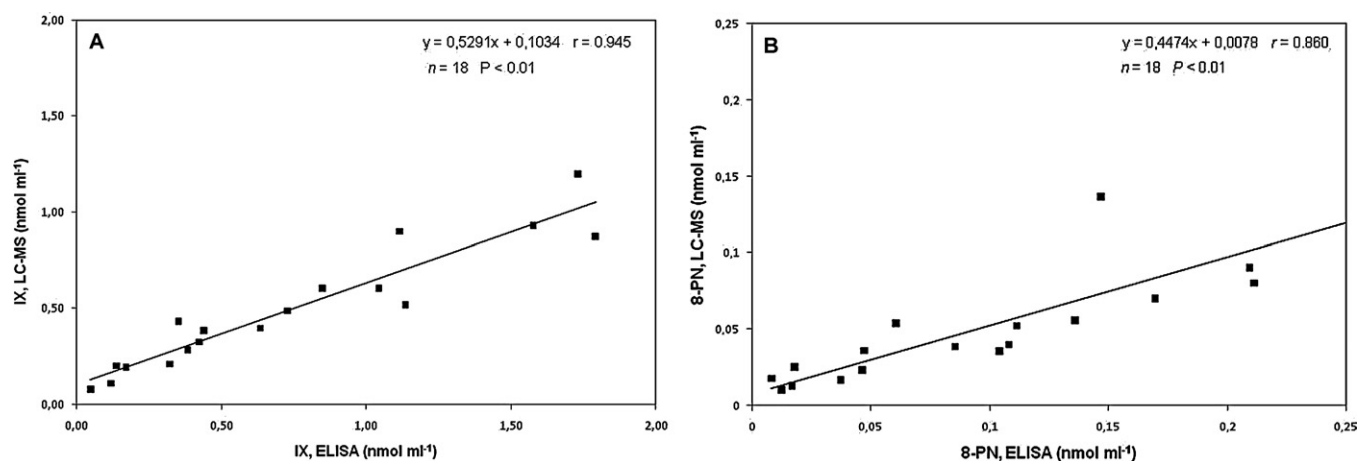 A
y = 0,5291x + 0,1034 r = 0.945
n = 18 P < 0.01
2,00
1,50
1,00
0,50
0,00
IX, LC-MS (nmol ml-1)
0,00 0,50 1,00 1,50 2,00
IX, ELISA (nmol ml-1)
B
y = 0,4474x + 0,0078 r = 0.860
n = 18 P < 0.01
0,25
0,2
0,15
0,1
0,05
0
8-PN, LC-MS (nmol ml-1)
0 0,05 0,1 0,15 0,2 0,25
8-PN, ELISA (nmol ml-1)